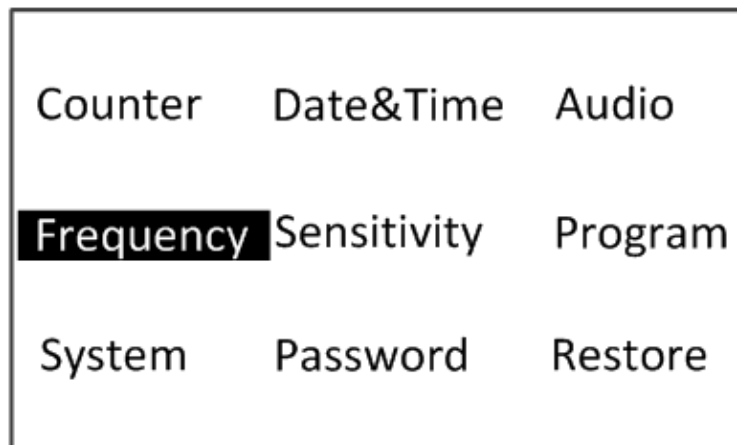 Counter Date&Time Audio
Frequency Sensitivity Program
System Password Restore